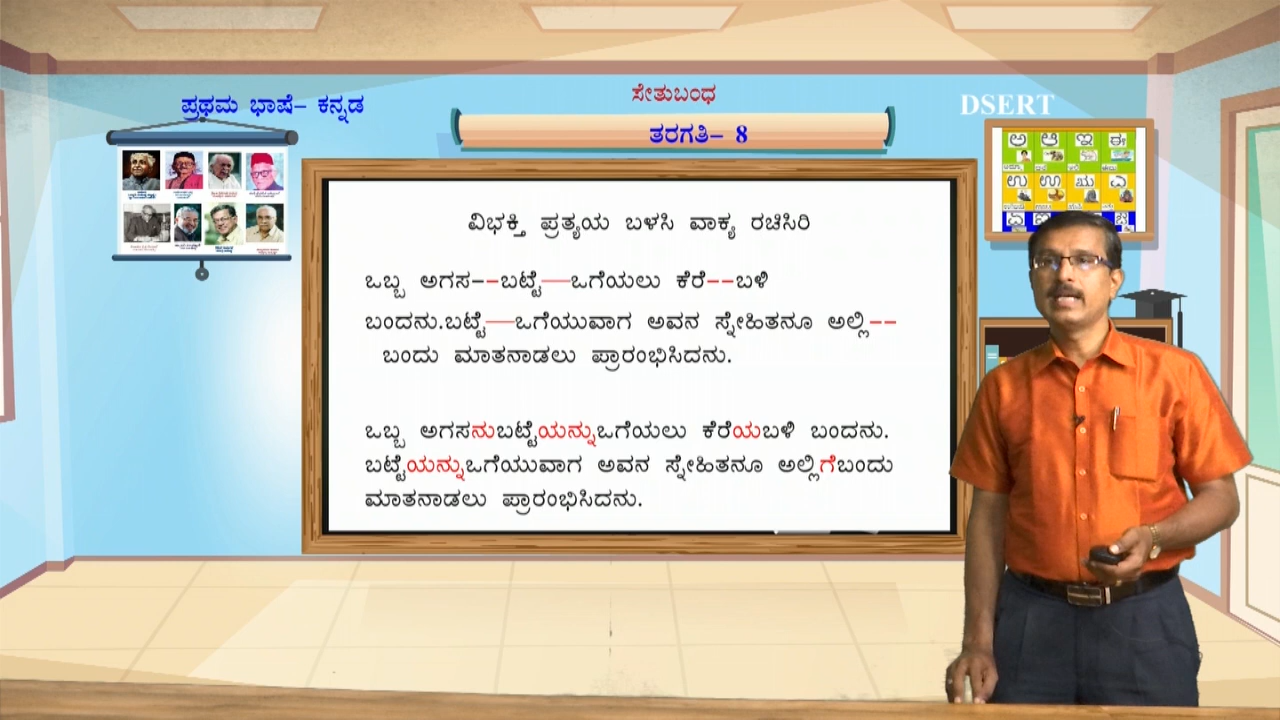 ಸೇತುಬಂಧ
ಪ್ರಥಮ ಭಾಷೆ– ಕನ್ನಡ
DSERT
ತರಗತಿ– 8
ಅ ಆ ಇ ಈ
ಉ ಊ ಋ ಎ
ವಿಭಕ್ತಿ ಪ್ರತ್ಯಯ ಬಳಸಿ ವಾಕ್ಯ ರಚಿಸಿರಿ
ಒಬ್ಬ ಅಗಸ--ಬಟ್ಟೆ—ಒಗೆಯಲು ಕೆರೆ--ಬಳಿ
ಬಂದನು.ಬಟ್ಟೆ—ಒಗೆಯುವಾಗ ಅವನ ಸ್ನೇಹಿತನೂ ಅಲ್ಲಿ--
ಬಂದು ಮಾತನಾಡಲು ಪ್ರಾರಂಭಿಸಿದನು.
ಒಬ್ಬ ಅಗಸನುಬಟ್ಟೆಯನ್ನುಒಗೆಯಲು ಕೆರೆಯಬಳಿ ಬಂದನು.
ಬಟ್ಟೆಯನ್ನುಒಗೆಯುವಾಗ ಅವನ ಸ್ನೇಹಿತನೂ ಅಲ್ಲಿಗೆಬಂದು
ಮಾತನಾಡಲು ಪ್ರಾರಂಭಿಸಿದನು.